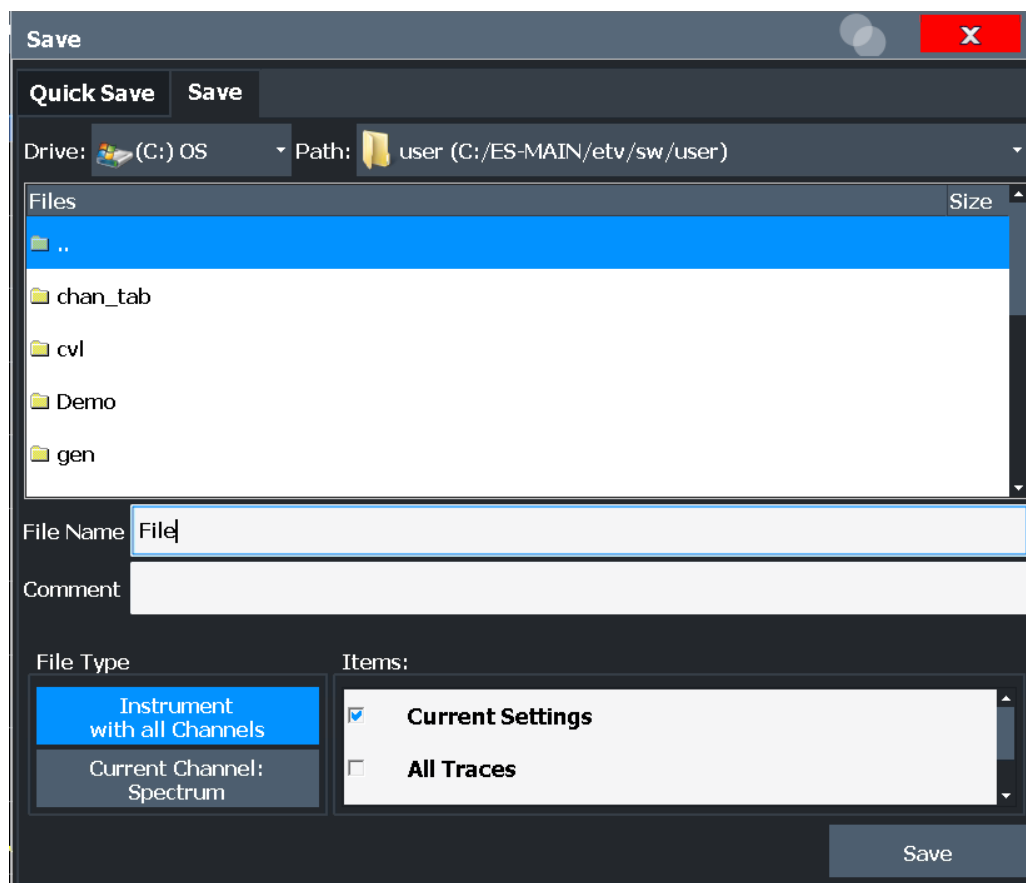 Save X
Quick Save Save
Drive: (C:) OS Path: user (C:/ES-MAIN/etv/sw/user)
Files Size
..
chan_tab
cvl
Demo
gen
File Name File
Comment
File Type Items:
Instrument
with all Channels
Current Settings
Current Channel:
Spectrum
All Traces
Save